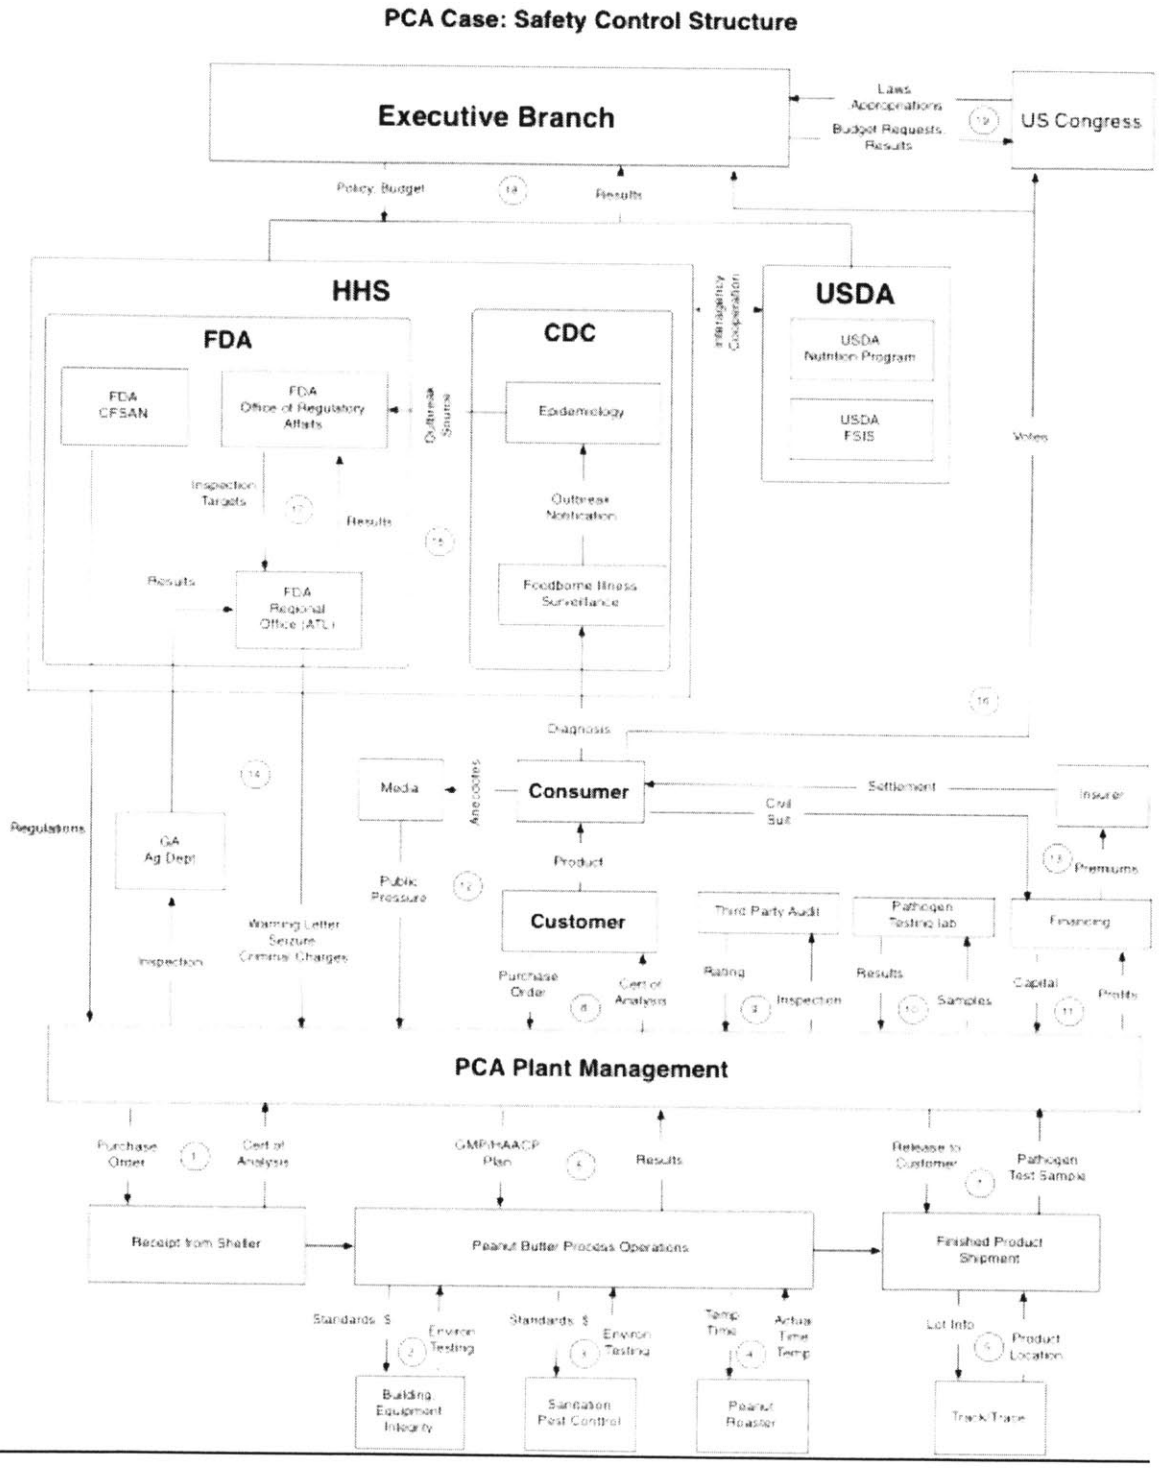 PCA Case: Safety Control Structure
Executive Branch
Laws
Appropriations
19
Budget Requests,
Results
US Congress
Policy, Budget
18
Results
HHS
FDA
FDA
CFSAN
FDA
Office of Regulatory
Affairs
Outbreak
Source
CDC
Epidemiology
Interagency
Cooperation
USDA
USDA
Nutrition Program
USDA
FSIS
Votes
Inspection
Targets
17
Results
15
Outbreak
Notification
Results
FDA
Regional
Office (ATL)
Foodborne Illness
Surveillance
16
Diagnosis
14
Media
Anecdotes
Consumer
Settlement
Civil
Suit
Insurer
Regulations
GA
Ag Dept
Public
Pressure
12
Product
13
Premiums
Customer
Third Party Audit
Pathogen
Testing lab
Financing
Warning Letter
Seizure
Criminal Charges
Inspection
Purchase
Order
8
Cert of
Analysis
Rating
9
Inspection
Results
10
Samples
Capital
11
Profits
PCA Plant Management
Purchase
Order
1
Cert of
Analysis
GMP/HAACP
Plan
6
Results
Release to
Customer
7
Pathogen
Test Sample
Receipt from Sheller
Peanut Butter Process Operations
Finished Product
Shipment
Standards, $
2
Environ
Testing
Standards, $
3
Environ
Testing
Temp
Time
4
Actual
Time
Temp
Lot Info
5
Product
Location
Building,
Equipment
Integrity
Sanitation
Pest Control
Peanut
Roaster
Track/Trace